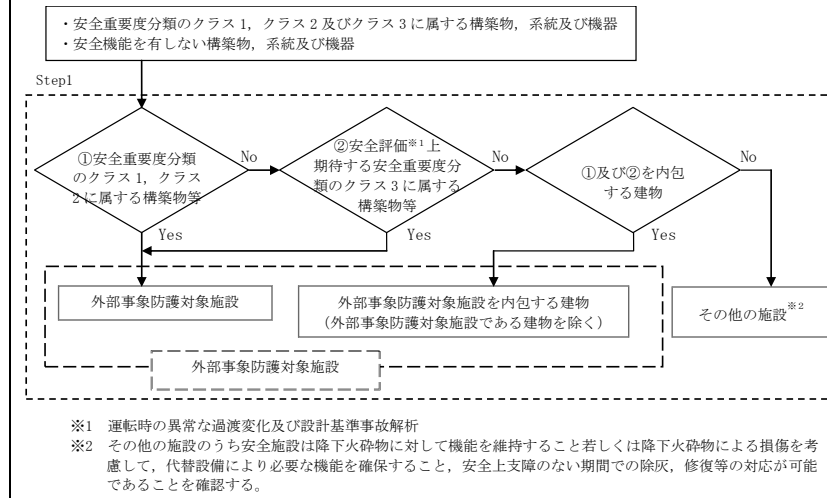 ・安全重要度分類のクラス1，クラス2及びクラス3に属する構築物，系統及び機器
・安全機能を有しない構築物，系統及び機器
Step1
①安全重要度分類
のクラス1，クラス
2に属する構築物等
No
②安全評価※1上
期待する安全重要度分
類のクラス3に属する
構築物等
No
①及び②を内包
する建物
No
Yes
Yes
Yes
外部事象防護対象施設
外部事象防護対象施設を内包する建物
（外部事象防護対象施設である建物を除く）
その他の施設※2
外部事象防護対象施設
※1　運転時の異常な過渡変化及び設計基準事故解析
※2　その他の施設のうち安全施設は降下火砕物に対して機能を維持すること若しくは降下火砕物による損傷を考
慮して，代替設備により必要な機能を確保すること，安全上支障のない期間での除灰，修復等の対応が可能
であることを確認する。